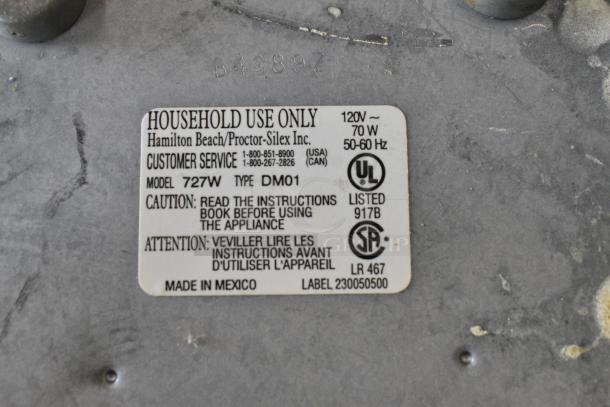 HOUSEHOLD USE ONLY
Hamilton Beach/Proctor-Silex Inc.
CUSTOMER SERVICE 1-800-851-8900 (USA)
1-800-267-2826 (CAN)
MODEL 727W TYPE DM01
CAUTION: READ THE INSTRUCTIONS
BOOK BEFORE USING
THE APPLIANCE
ATTENTION: VEVILLER LIRE LES
INSTRUCTIONS AVANT
D'UTILISER L'APPAREIL
MADE IN MEXICO
120V ~
70 W
50-60 Hz
UL
LISTED
917B
SA
LR 467
LABEL 230050500